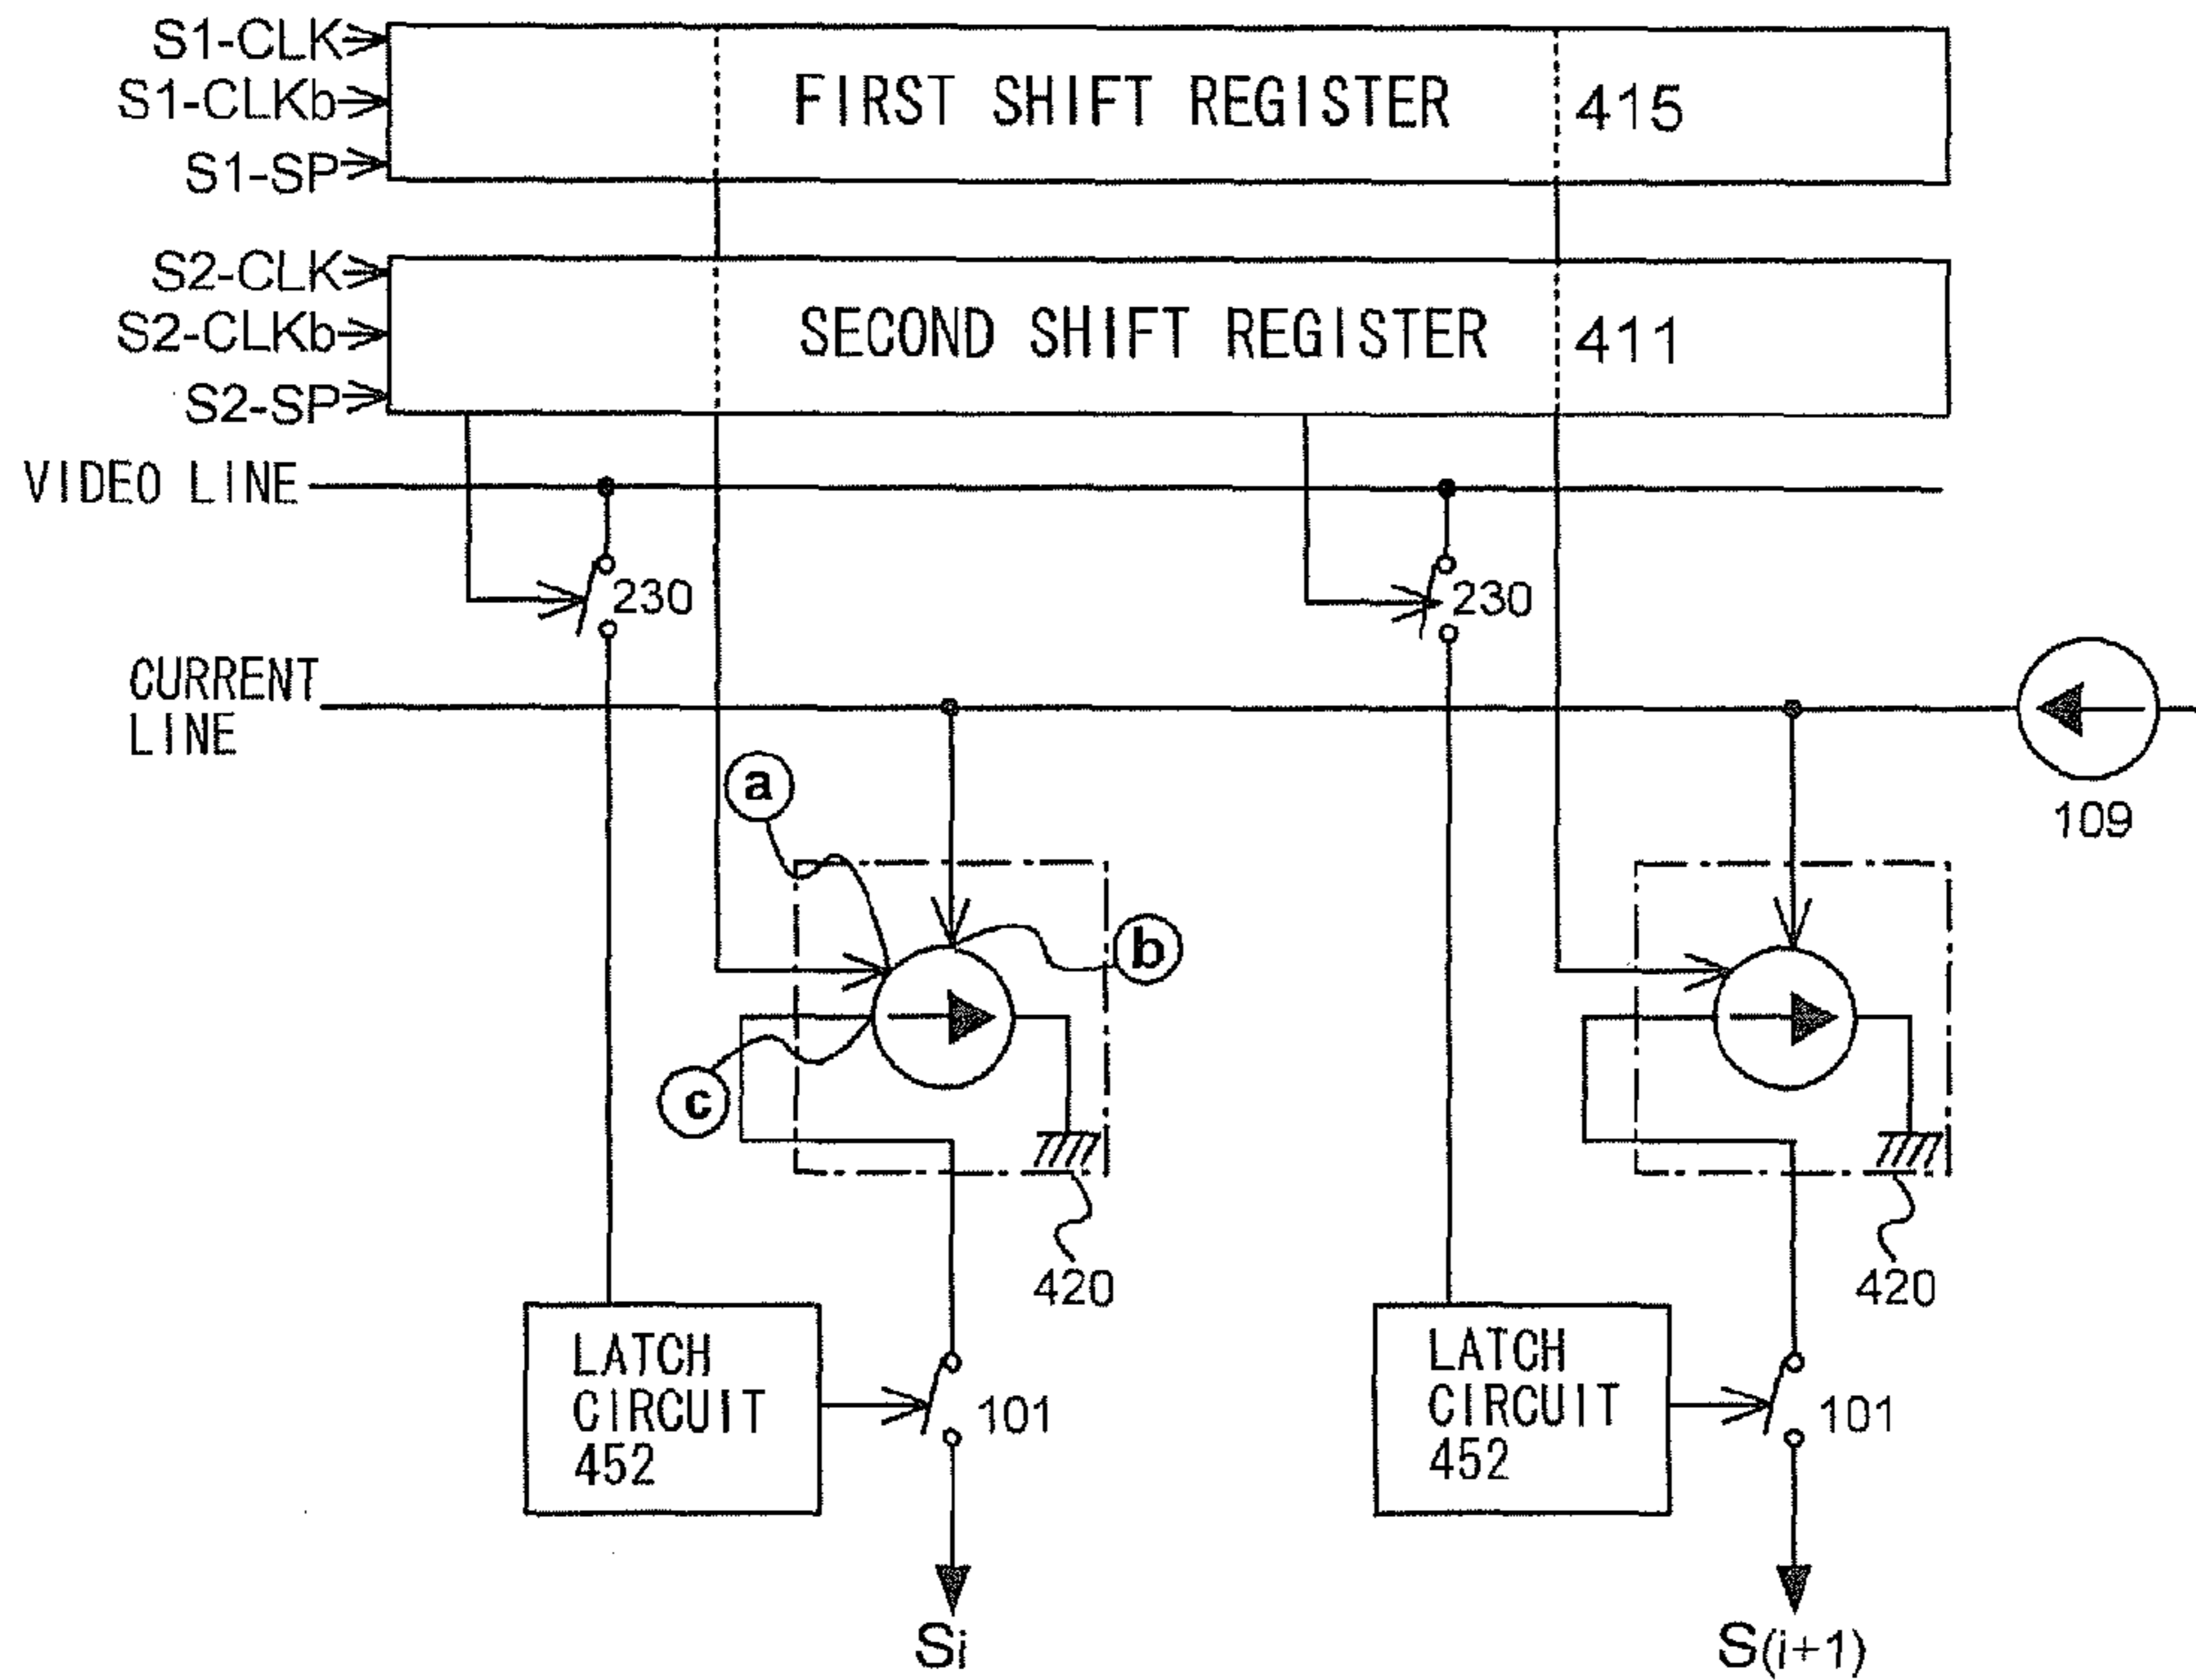 S1-CLK
S1-CLKb
S1-SP
FIRST SHIFT REGISTER 415
S2-CLK
S2-CLKb
S2-SP
SECOND SHIFT REGISTER 411
VIDEO LINE
230
230
CURRENT
LINE
109
a
b
c
420
420
LATCH
CIRCUIT
452
101
LATCH
CIRCUIT
452
101
Si
S(i+1)